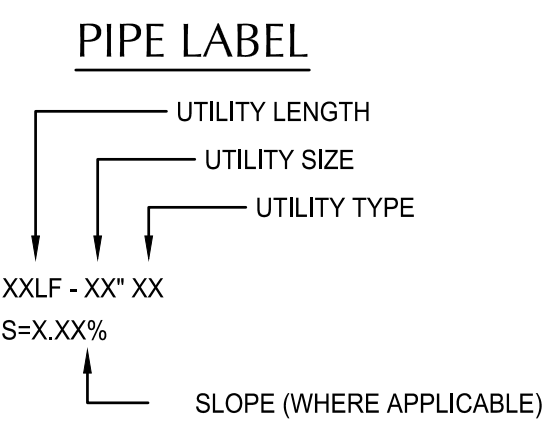 PIPE LABEL
UTILITY LENGTH
UTILITY SIZE
UTILITY TYPE
XXLF - XX" XX
S=X.XX%
SLOPE (WHERE APPLICABLE)